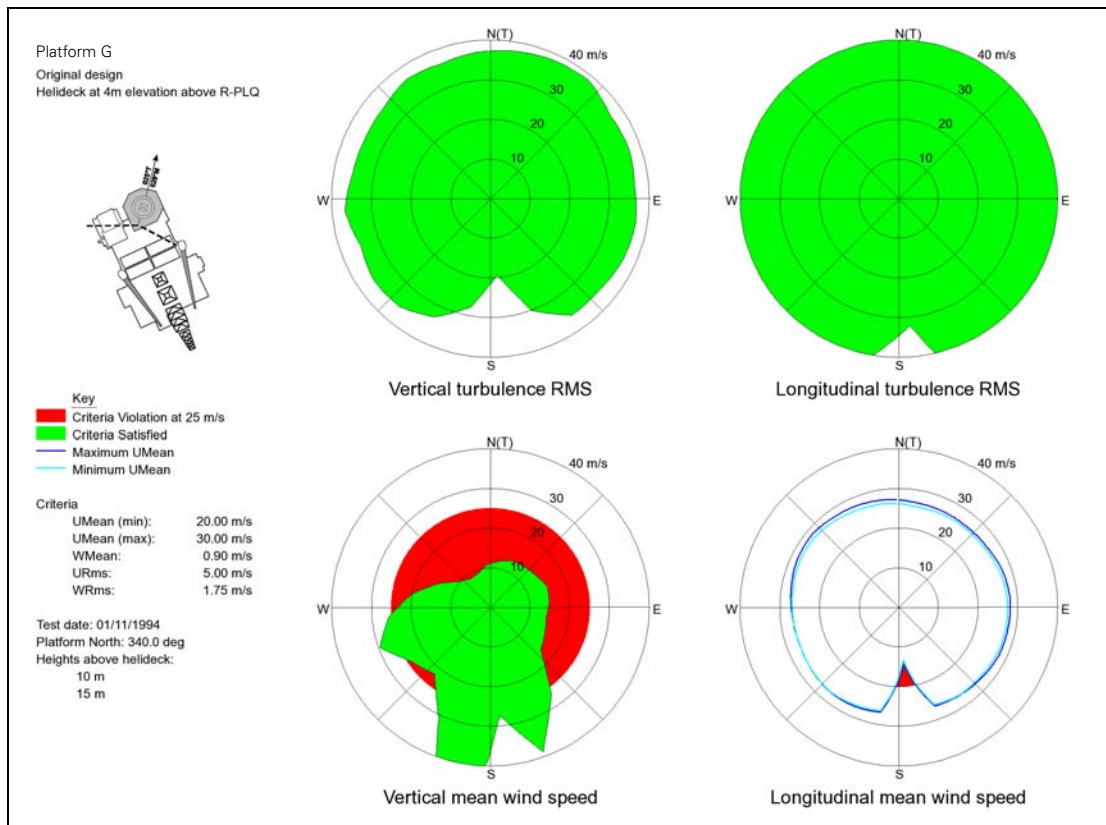 Platform G
Original design
Helideck at 4m elevation above R-PLQ
Key
Criteria Violation at 25 m/s
Criteria Satisfied
Maximum UMean
Minimum UMean
Criteria
UMean (min): 20.00 m/s
UMean (max): 30.00 m/s
WMean: 0.90 m/s
URms: 5.00 m/s
WRms: 1.75 m/s
Test date: 01/11/1994
Platform North: 340.0 deg
Heights above helideck:
10 m
15 m
N(T)
40 m/s
30
20
10
W
E
S
Vertical turbulence RMS
N(T)
40 m/s
30
20
10
W
E
S
Longitudinal turbulence RMS
N(T)
40 m/s
30
20
10
W
E
S
Vertical mean wind speed
N(T)
40 m/s
30
20
10
W
E
S
Longitudinal mean wind speed